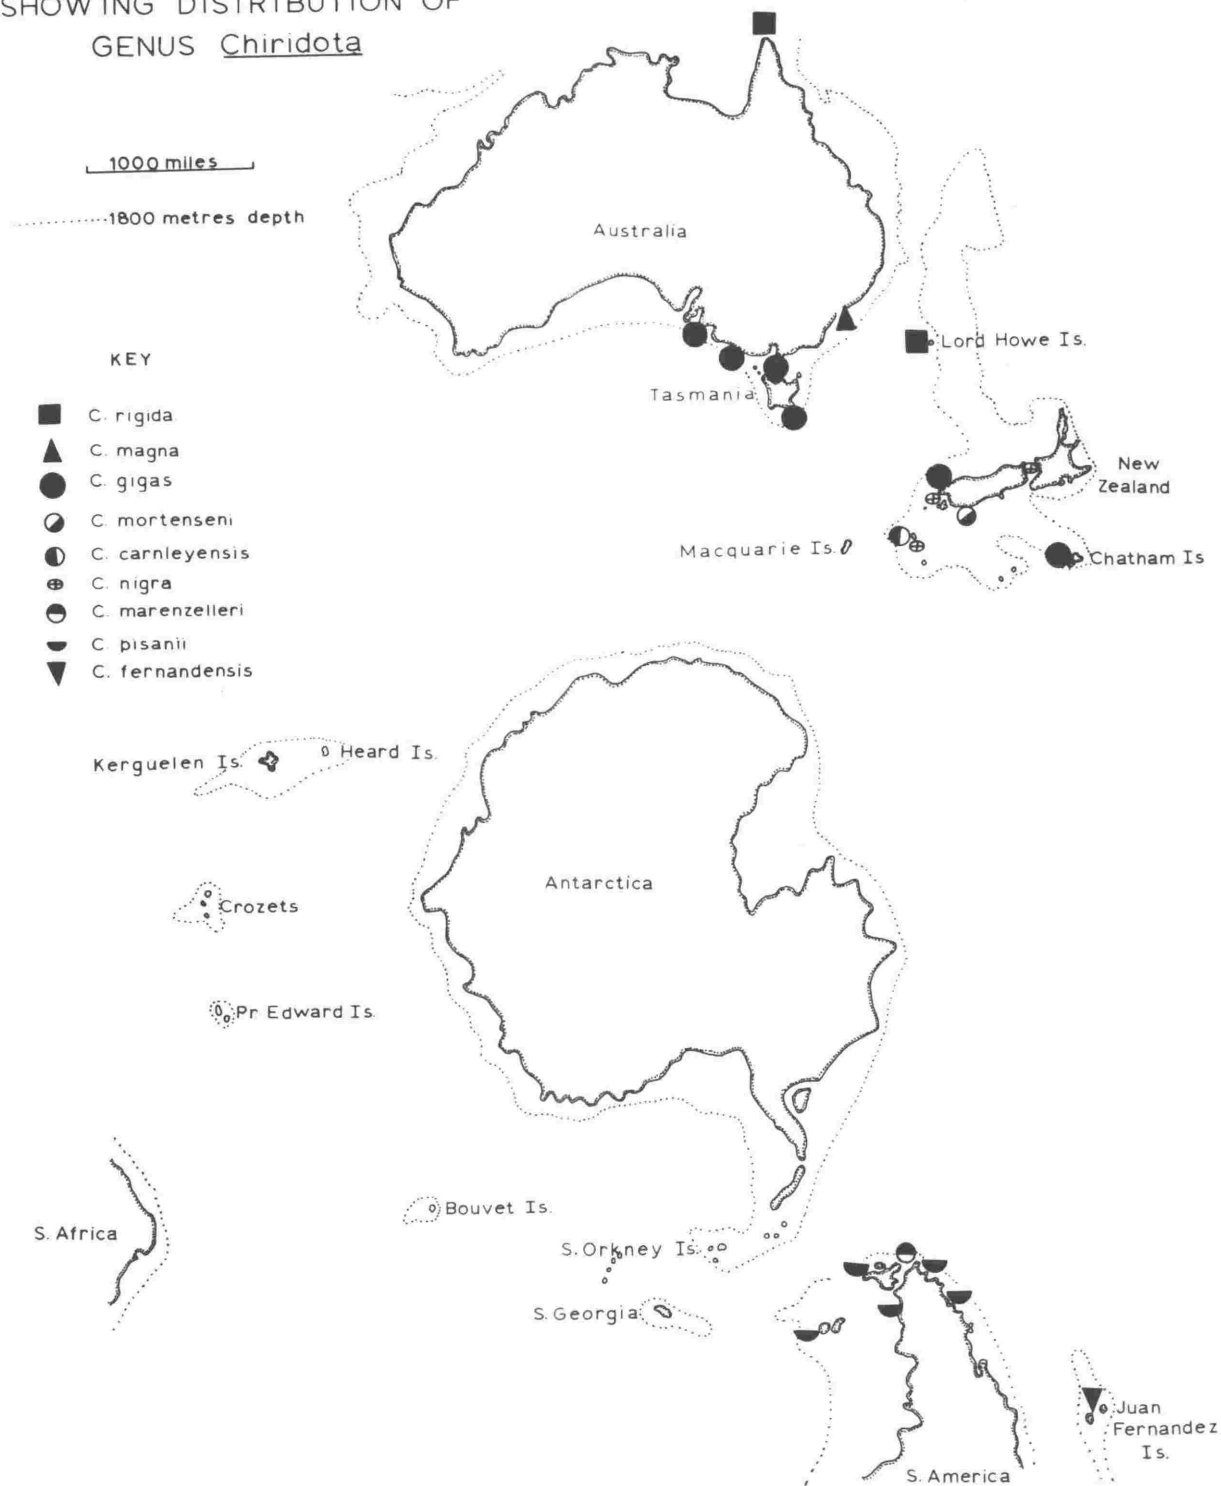 SHOWING DISTRIBUTION OF
GENUS Chiridota
1000 miles
1800 metres depth
Australia
KEY
C. rigida
C. magna
C. gigas
C. mortenseni
C. carnleyensis
C. nigra
C. marenzelleri
C. pisanii
C. fernandensis
Lord Howe Is.
Tasmania
New
Zealand
Macquarie Is.
Chatham Is
Kerguelen Is.
Heard Is.
Antarctica
Crozets
Pr Edward Is.
S. Africa
Bouvet Is.
S. Orkney Is.
S. Georgia
Juan
Fernandez
Is.
S. America